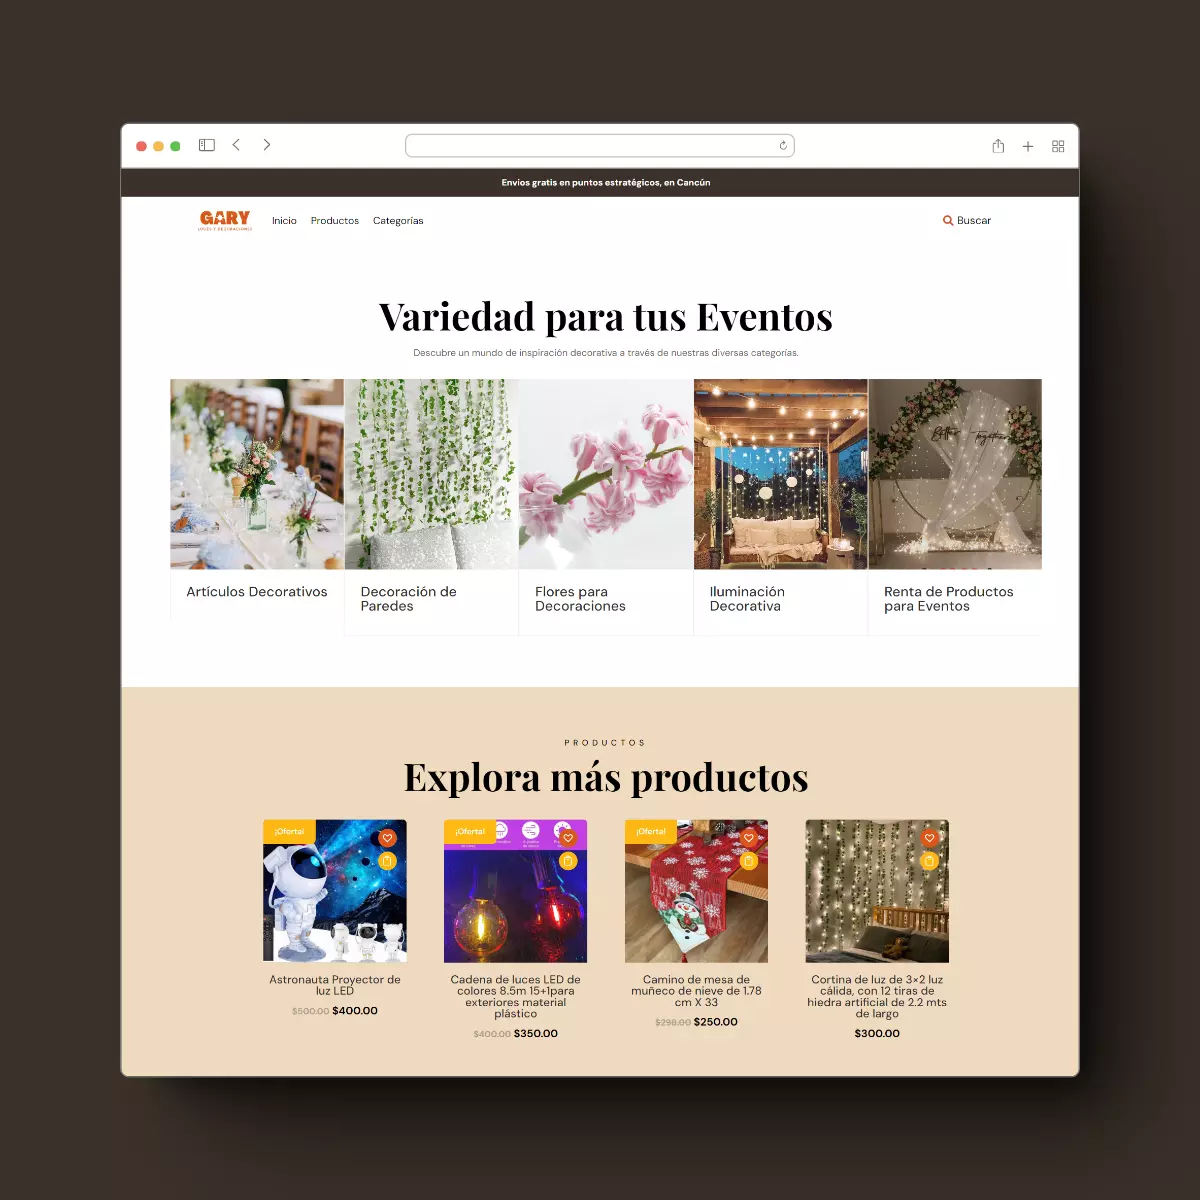 Envios gratis en puntos estratégicos, en Cancún
GARY
LUCES Y DECORACIONES
Inicio
Productos
Categorías
Buscar
Variedad para tus Eventos
Descubre un mundo de inspiración decorativa a través de nuestras diversas categorías.
Better Together
Artículos Decorativos
Decoración de
Paredes
Flores para
Decoraciones
Iluminación
Decorativa
Renta de Productos
para Eventos
PRODUCTOS
Explora más productos
¡Oferta!
¡Oferta!
¡Oferta!
Astronauta Proyector de
luz LED
$500.00 $400.00
Cadena de luces LED de
colores 8.5m 15+1para
exteriores material
plástico
$400.00 $350.00
Camino de mesa de
muñeco de nieve de 1.78
cm X 33
$298.00 $250.00
Cortina de luz de 3×2 luz
cálida, con 12 tiras de
hiedra artificial de 2.2 mts
de largo
$300.00